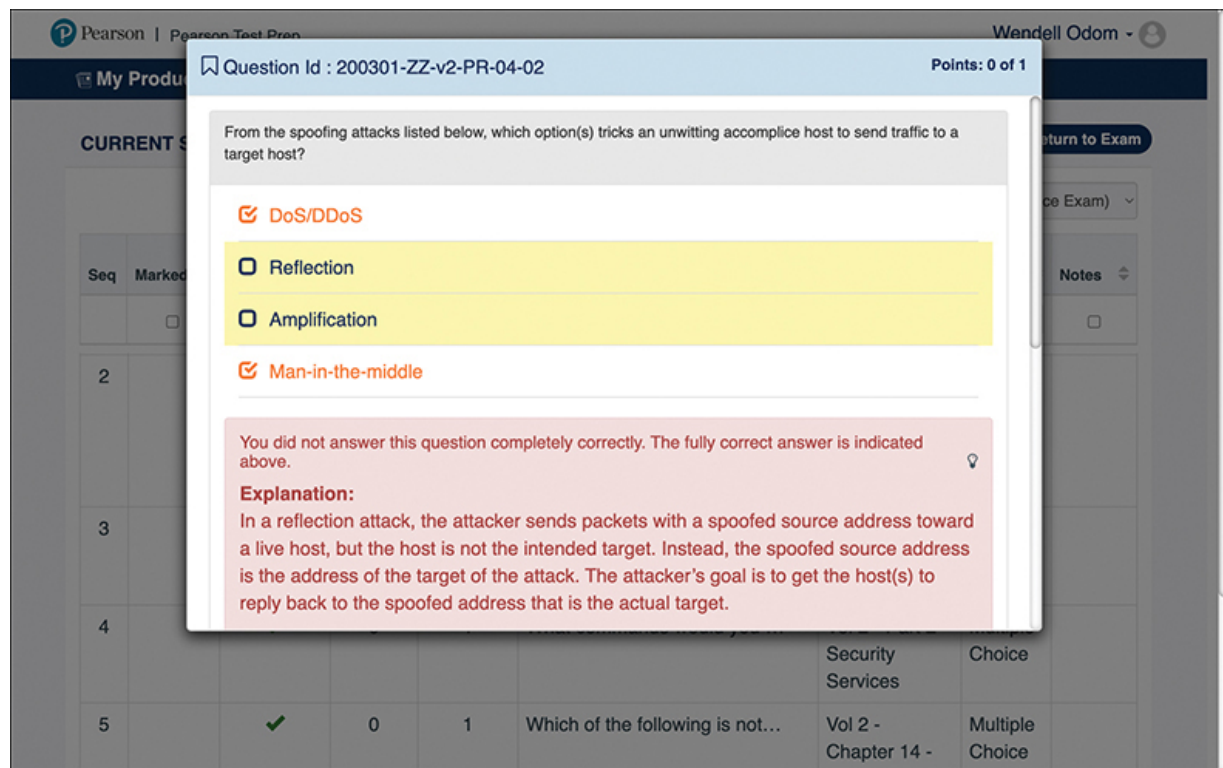 Pearson | Pearson Test Prep
Wendell Odom
My Produ
Question Id : 200301-ZZ-v2-PR-04-02
Points: 0 of 1
CURRENT S
eturn to Exam
From the spoofing attacks listed below, which option(s) tricks an unwitting accomplice host to send traffic to a
target host?
ce Exam)
DoS/DDoS
Seq Marked Notes
Reflection
Amplification
Man-in-the-middle
2
You did not answer this question completely correctly. The fully correct answer is indicated
above.
Explanation:
In a reflection attack, the attacker sends packets with a spoofed source address toward
a live host, but the host is not the intended target. Instead, the spoofed source address
is the address of the target of the attack. The attacker's goal is to get the host(s) to
reply back to the spoofed address that is the actual target.
3
4
Security
Services
Choice
5 0 1 Which of the following is not… Vol 2 - Multiple
Chapter 14 - Choice